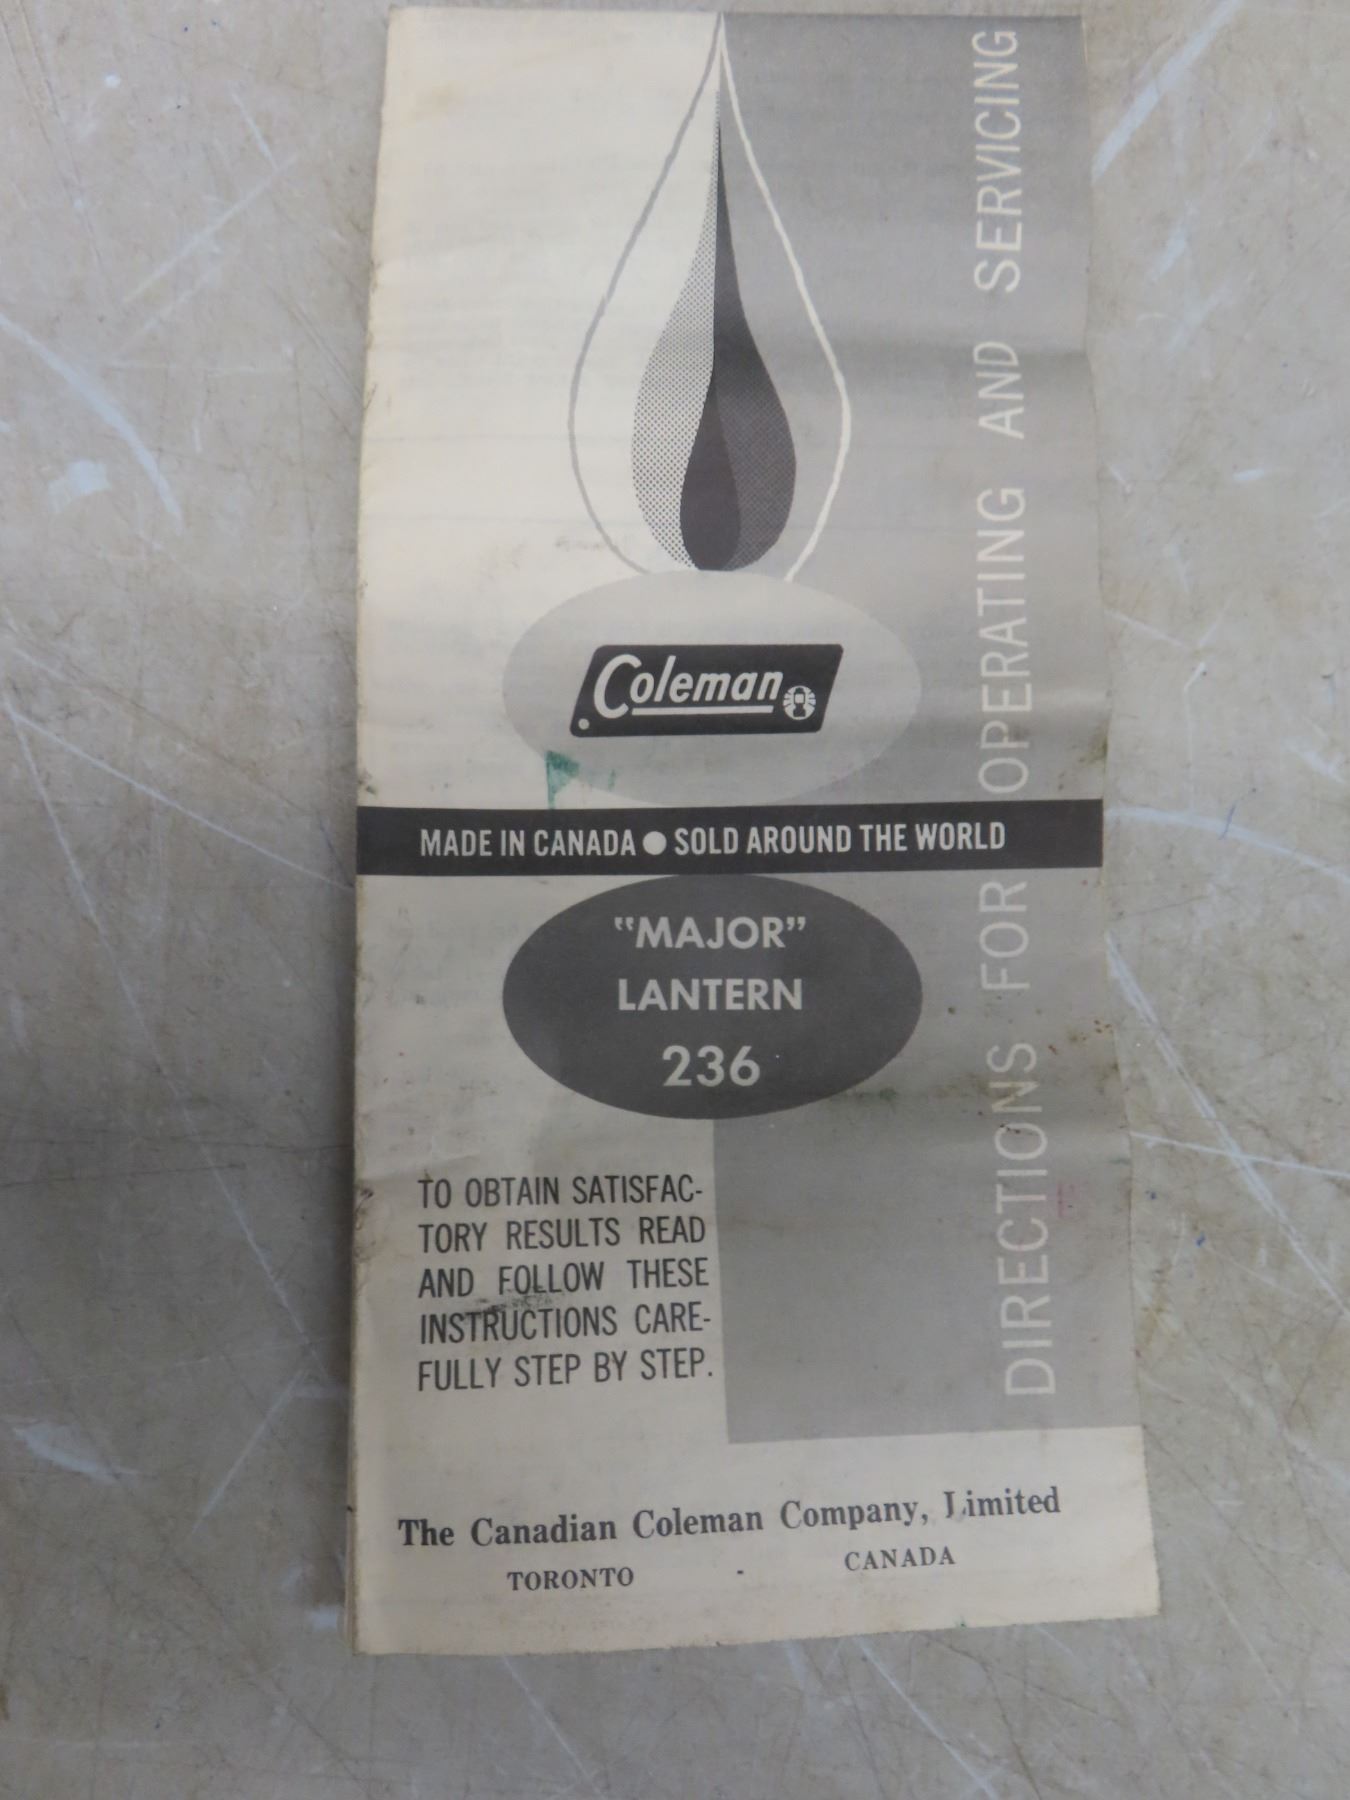 DIRECTIONS FOR OPERATING AND SERVICING
Coleman
MADE IN CANADA ● SOLD AROUND THE WORLD
"MAJOR"
LANTERN
236
TO OBTAIN SATISFAC-
TORY RESULTS READ
AND FOLLOW THESE
INSTRUCTIONS CARE-
FULLY STEP BY STEP.
The Canadian Coleman Company, Limited
TORONTO - CANADA